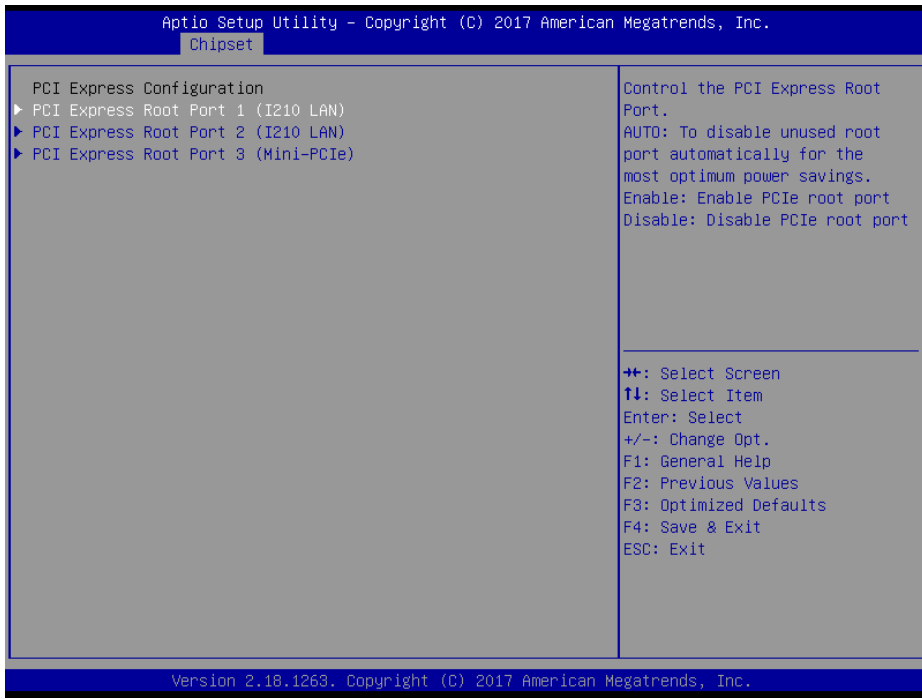 Aptio Setup Utility – Copyright (C) 2017 American Megatrends, Inc.
Chipset
PCI Express Configuration
PCI Express Root Port 1 (I210 LAN)
PCI Express Root Port 2 (I210 LAN)
PCI Express Root Port 3 (Mini-PCIe)
Control the PCI Express Root
Port.
AUTO: To disable unused root
port automatically for the
most optimum power savings.
Enable: Enable PCIe root port
Disable: Disable PCIe root port
→←: Select Screen
↑↓: Select Item
Enter: Select
+/-: Change Opt.
F1: General Help
F2: Previous Values
F3: Optimized Defaults
F4: Save & Exit
ESC: Exit
Version 2.18.1263. Copyright (C) 2017 American Megatrends, Inc.